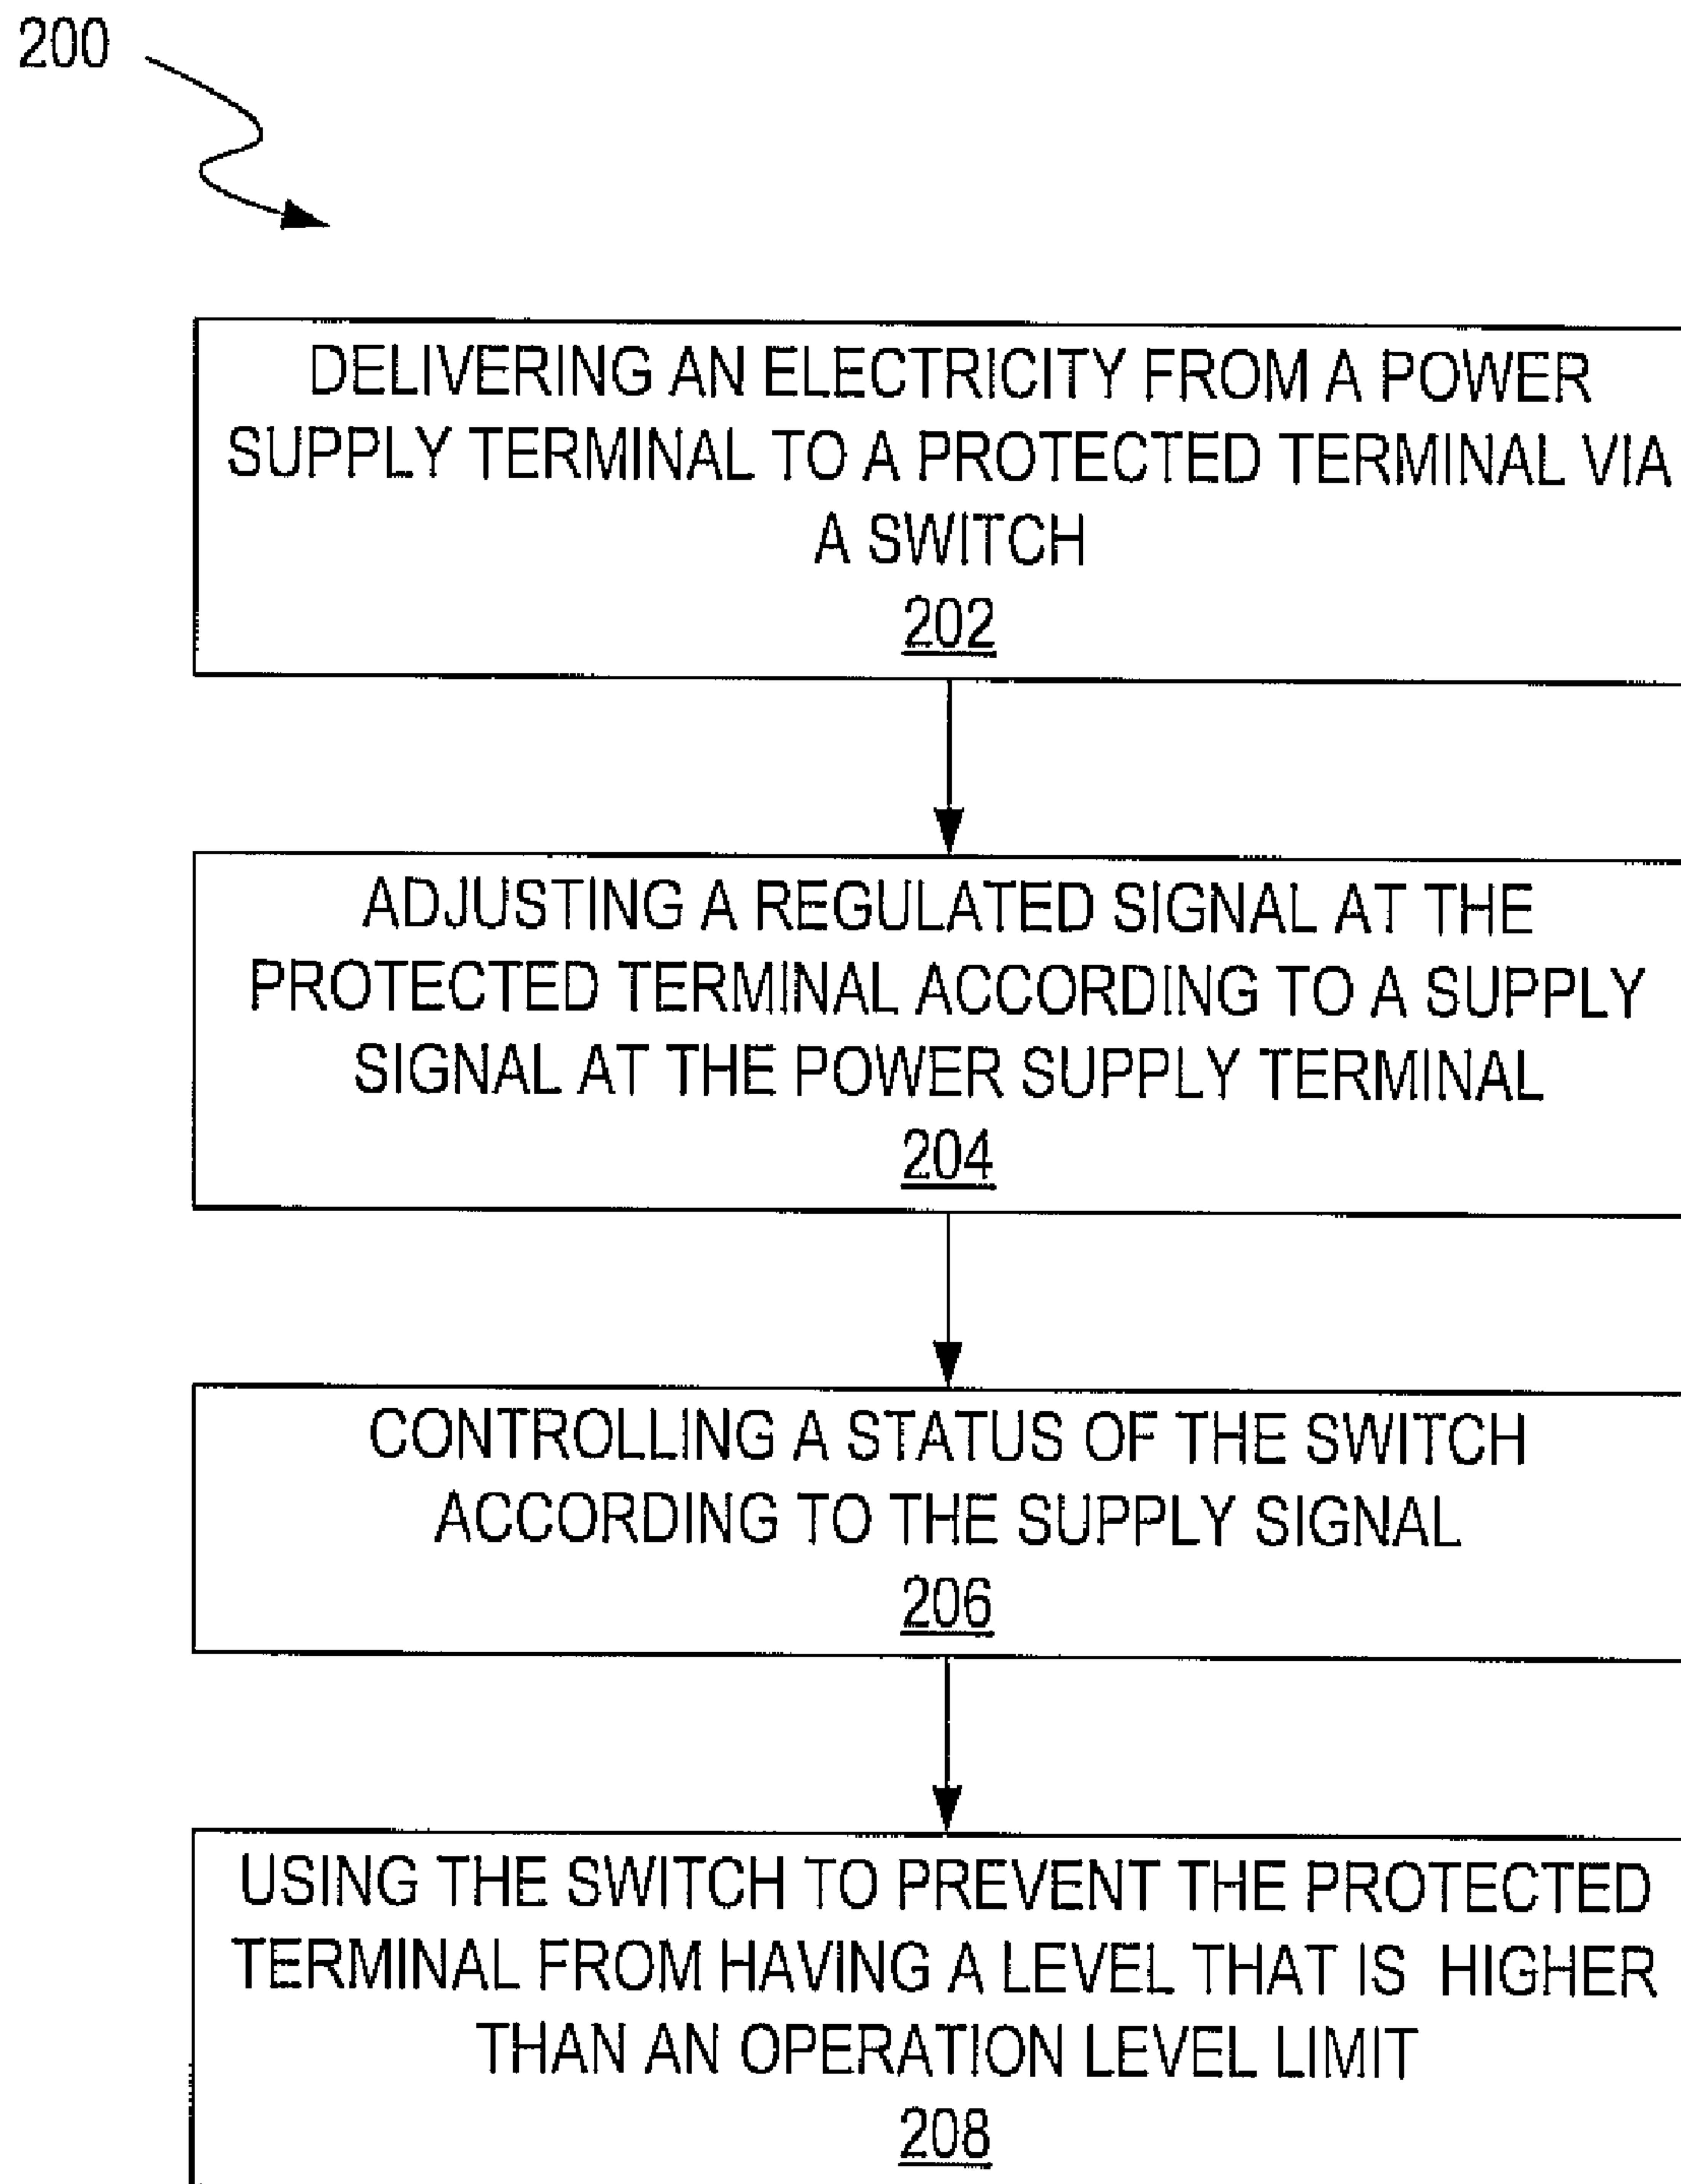 200
DELIVERING AN ELECTRICITY FROM A POWER
SUPPLY TERMINAL TO A PROTECTED TERMINAL VIA
A SWITCH
202
ADJUSTING A REGULATED SIGNAL AT THE
PROTECTED TERMINAL ACCORDING TO A SUPPLY
SIGNAL AT THE POWER SUPPLY TERMINAL
204
CONTROLLING A STATUS OF THE SWITCH
ACCORDING TO THE SUPPLY SIGNAL
206
USING THE SWITCH TO PREVENT THE PROTECTED
TERMINAL FROM HAVING A LEVEL THAT IS HIGHER
THAN AN OPERATION LEVEL LIMIT
208